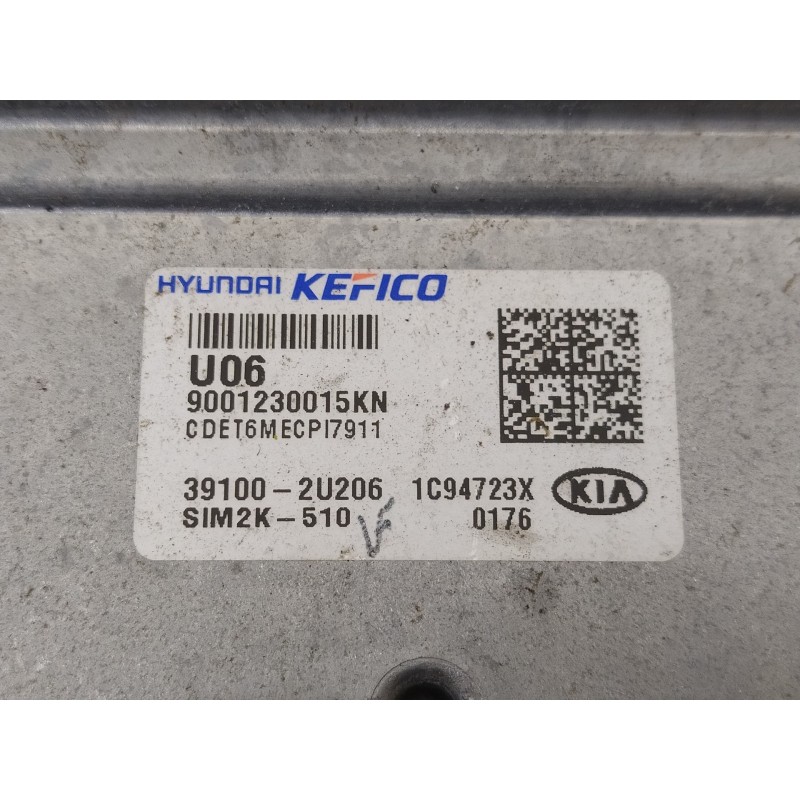 HYUNDAI KEFICO
U06
9001230015KN
CDET6MECPI7911
39100-2U206 1C94723X KIA
SIM2K-510 0176